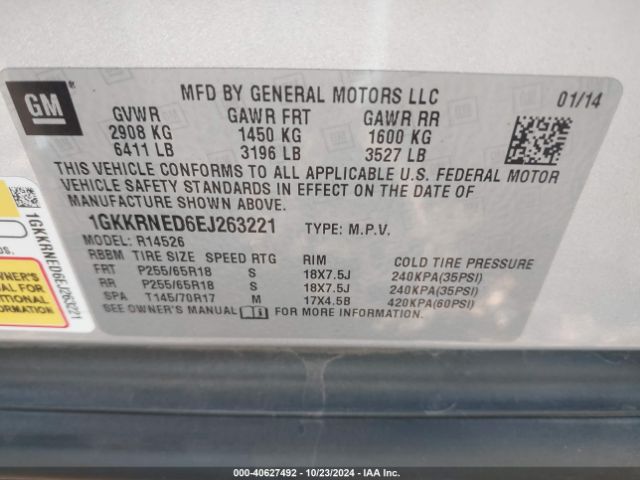 GM
MFD BY GENERAL MOTORS LLC 01/14
GVWR GAWR FRT GAWR RR
2908 KG 1450 KG 1600 KG
6411 LB 3196 LB 3527 LB
THIS VEHICLE CONFORMS TO ALL APPLICABLE U.S. FEDERAL MOTOR
VEHICLE SAFETY STANDARDS IN EFFECT ON THE DATE OF
MANUFACTURE SHOWN ABOVE.
1GKKRNED6EJ263221 TYPE: M.P.V.
MODEL: R14526
RBBM TIRE SIZE SPEED RTG RIM COLD TIRE PRESSURE
FRT P255/65R18 S 18X7.5J 240KPA(35PSI)
RR P255/65R18 S 18X7.5J 240KPA(35PSI)
SPA T145/70R17 M 17X4.5B 420KPA(60PSI)
SEE OWNER'S MANUAL FOR MORE INFORMATION.
1GKKRNED6EJ263221
OWNER'S
FOR
ITIONAL
RMATION
© - 40627492 - 10/23/2024 - IAA Inc.